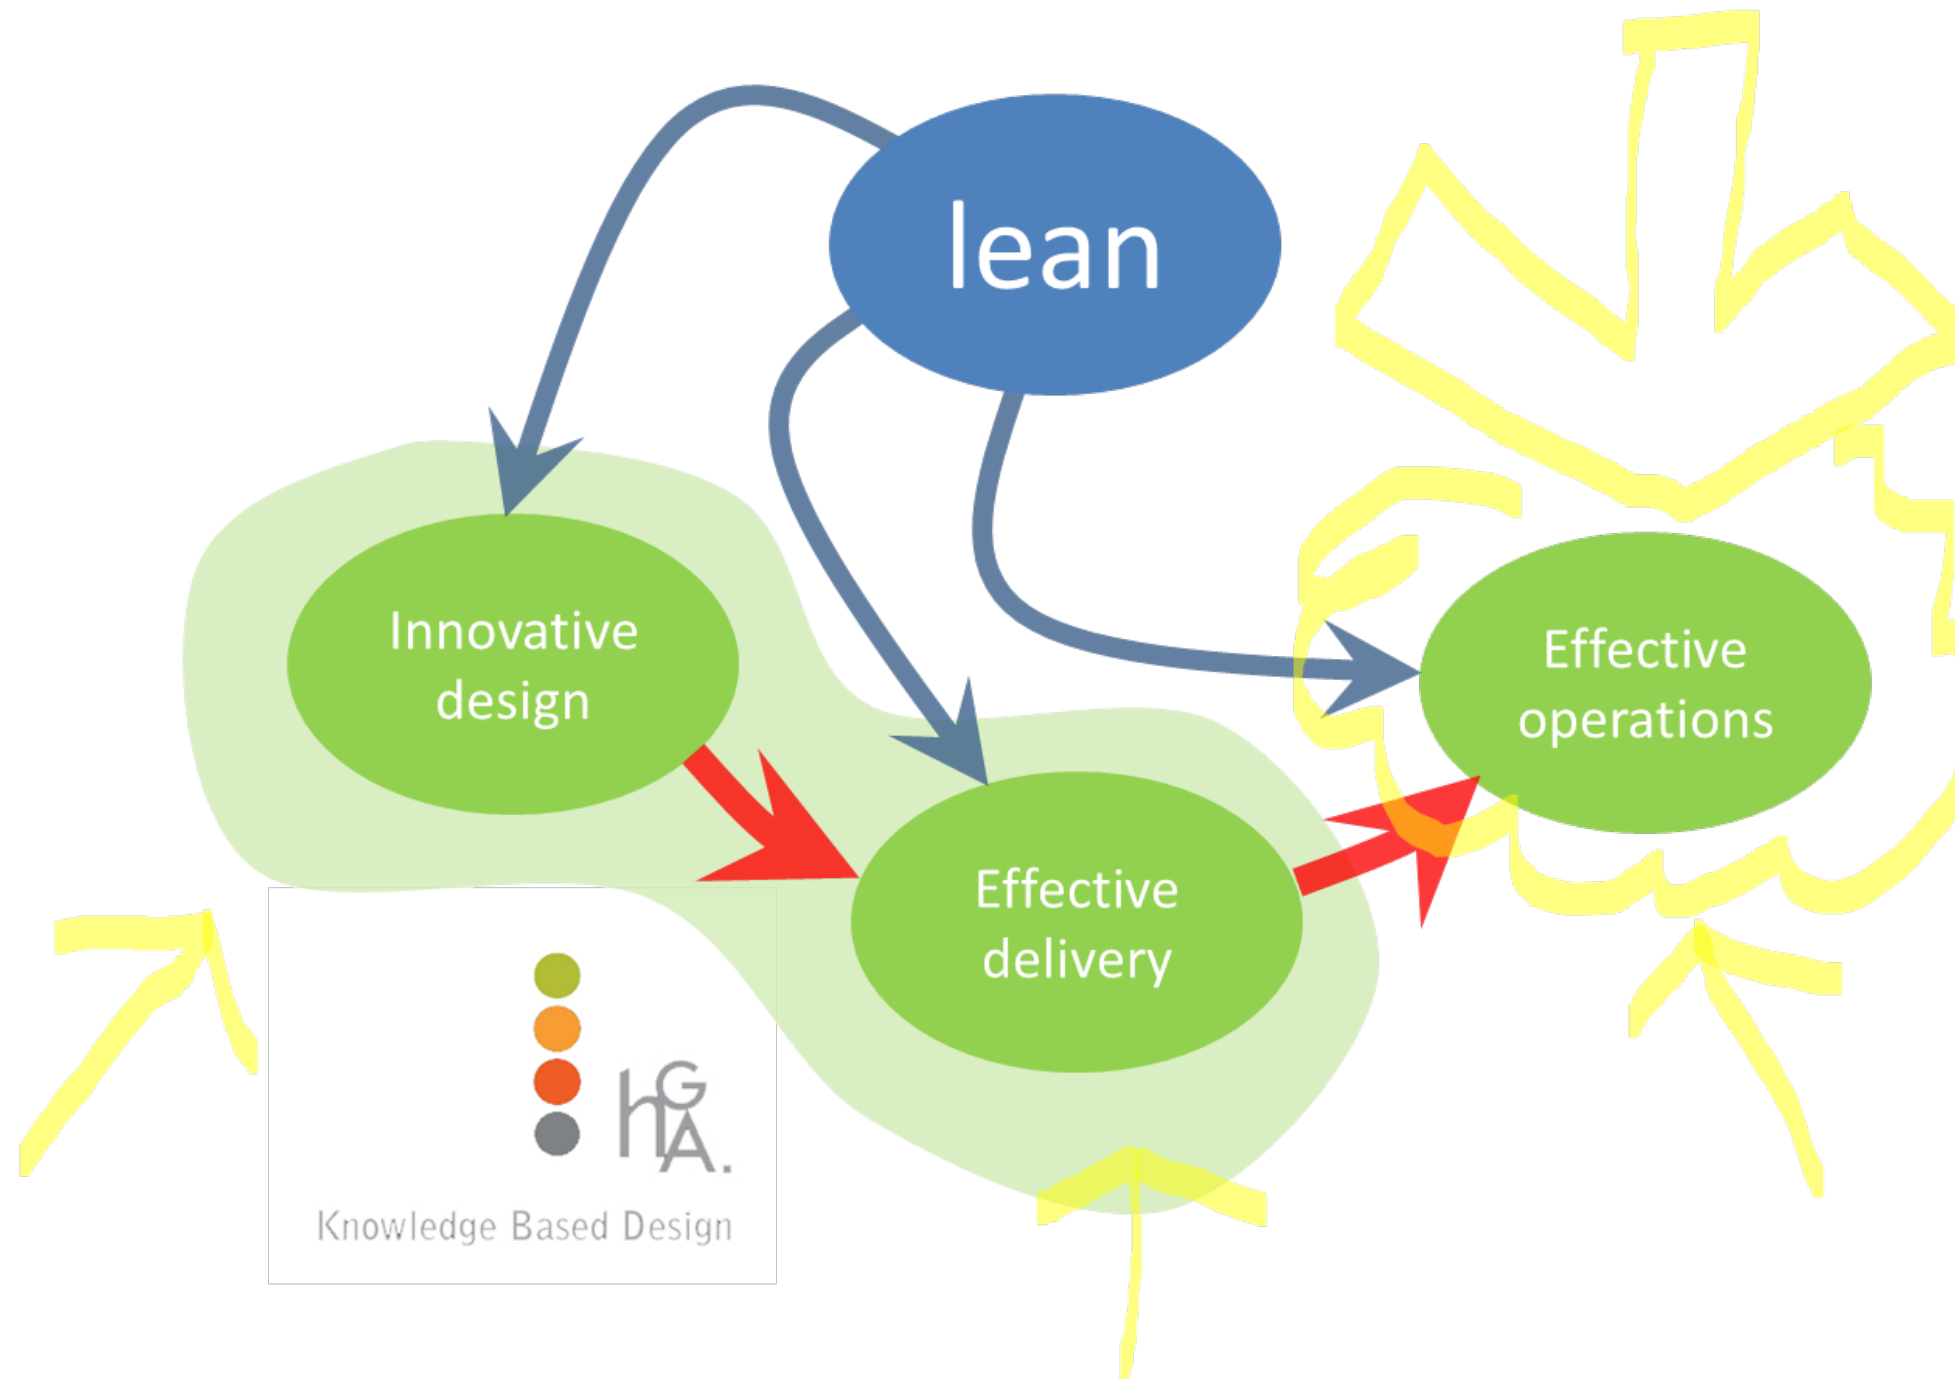 lean
Innovative
design
Effective
operations
Effective
delivery
hGA.
Knowledge Based Design